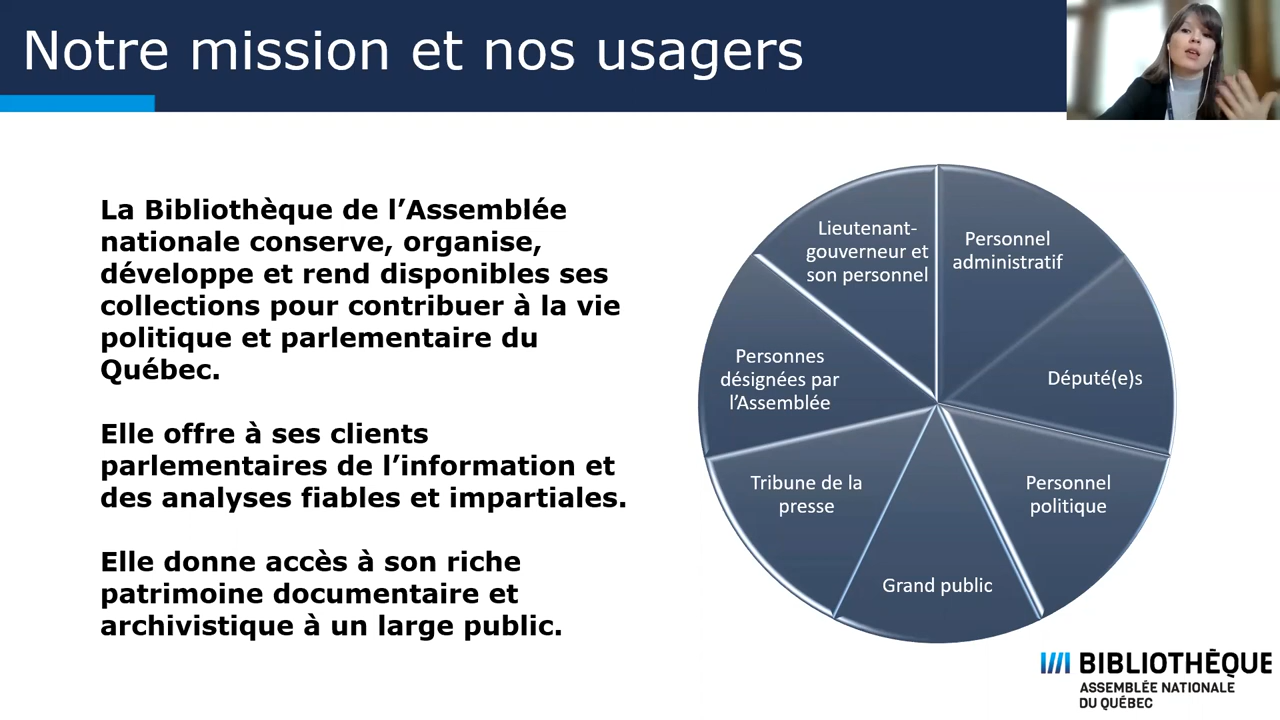 Notre mission et nos usagers
La Bibliothèque de l’Assemblée
nationale conserve, organise,
développe et rend disponibles ses
collections pour contribuer à la vie
politique et parlementaire du
Québec.
Elle offre à ses clients
parlementaires de l’information et
des analyses fiables et impartiales.
Elle donne accès à son riche
patrimoine documentaire et
archivistique à un large public.
Lieutenant-
gouverneur et
son personnel
Personnel
administratif
Personnes
désignées par
l’Assemblée
Député(e)s
Tribune de la
presse
Personnel
politique
Grand public
BIBLIOTHÈQUE
ASSEMBLÉE NATIONALE
DU QUÉBEC